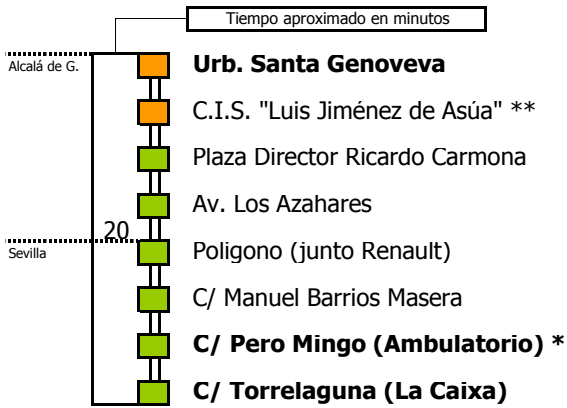 Tiempo aproximado en minutos
Alcalá de G.
Urb. Santa Genoveva
C.I.S. "Luis Jiménez de Asúa" **
Plaza Director Ricardo Carmona
Av. Los Azahares
20
Sevilla
Poligono (junto Renault)
C/ Manuel Barrios Masera
C/ Pero Mingo (Ambulatorio) *
C/ Torrelaguna (La Caixa)